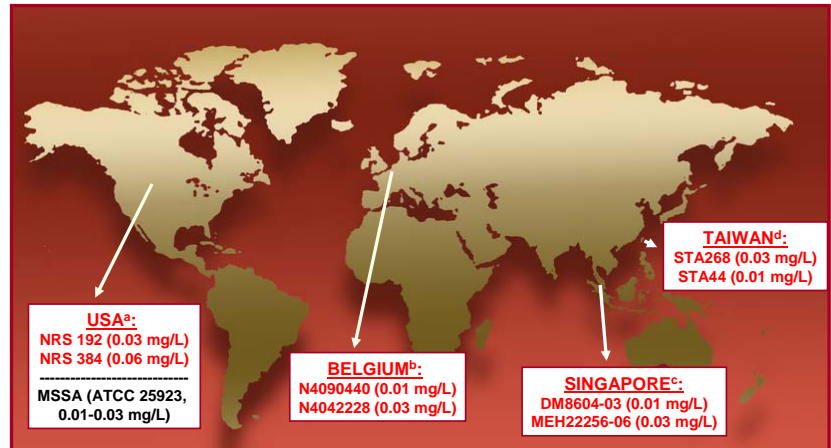 TAIWANᵈ:
STA268 (0.03 mg/L)
STA44 (0.01 mg/L)
USAᵃ:
NRS 192 (0.03 mg/L)
NRS 384 (0.06 mg/L)
-----------------------------
MSSA (ATCC 25923,
0.01-0.03 mg/L)
BELGIUMᵇ:
N4090440 (0.01 mg/L)
N4042228 (0.03 mg/L)
SINGAPOREᶜ:
DM8604-03 (0.01 mg/L)
MEH22256-06 (0.03 mg/L)